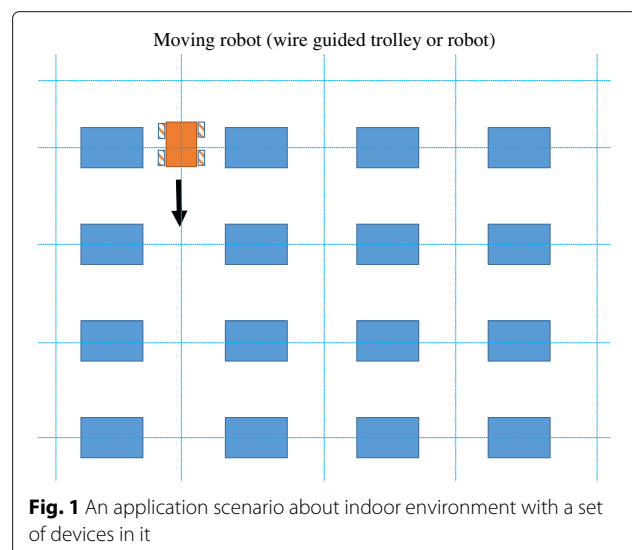 Moving robot (wire guided trolley or robot)
Fig. 1 An application scenario about indoor environment with a set
of devices in it